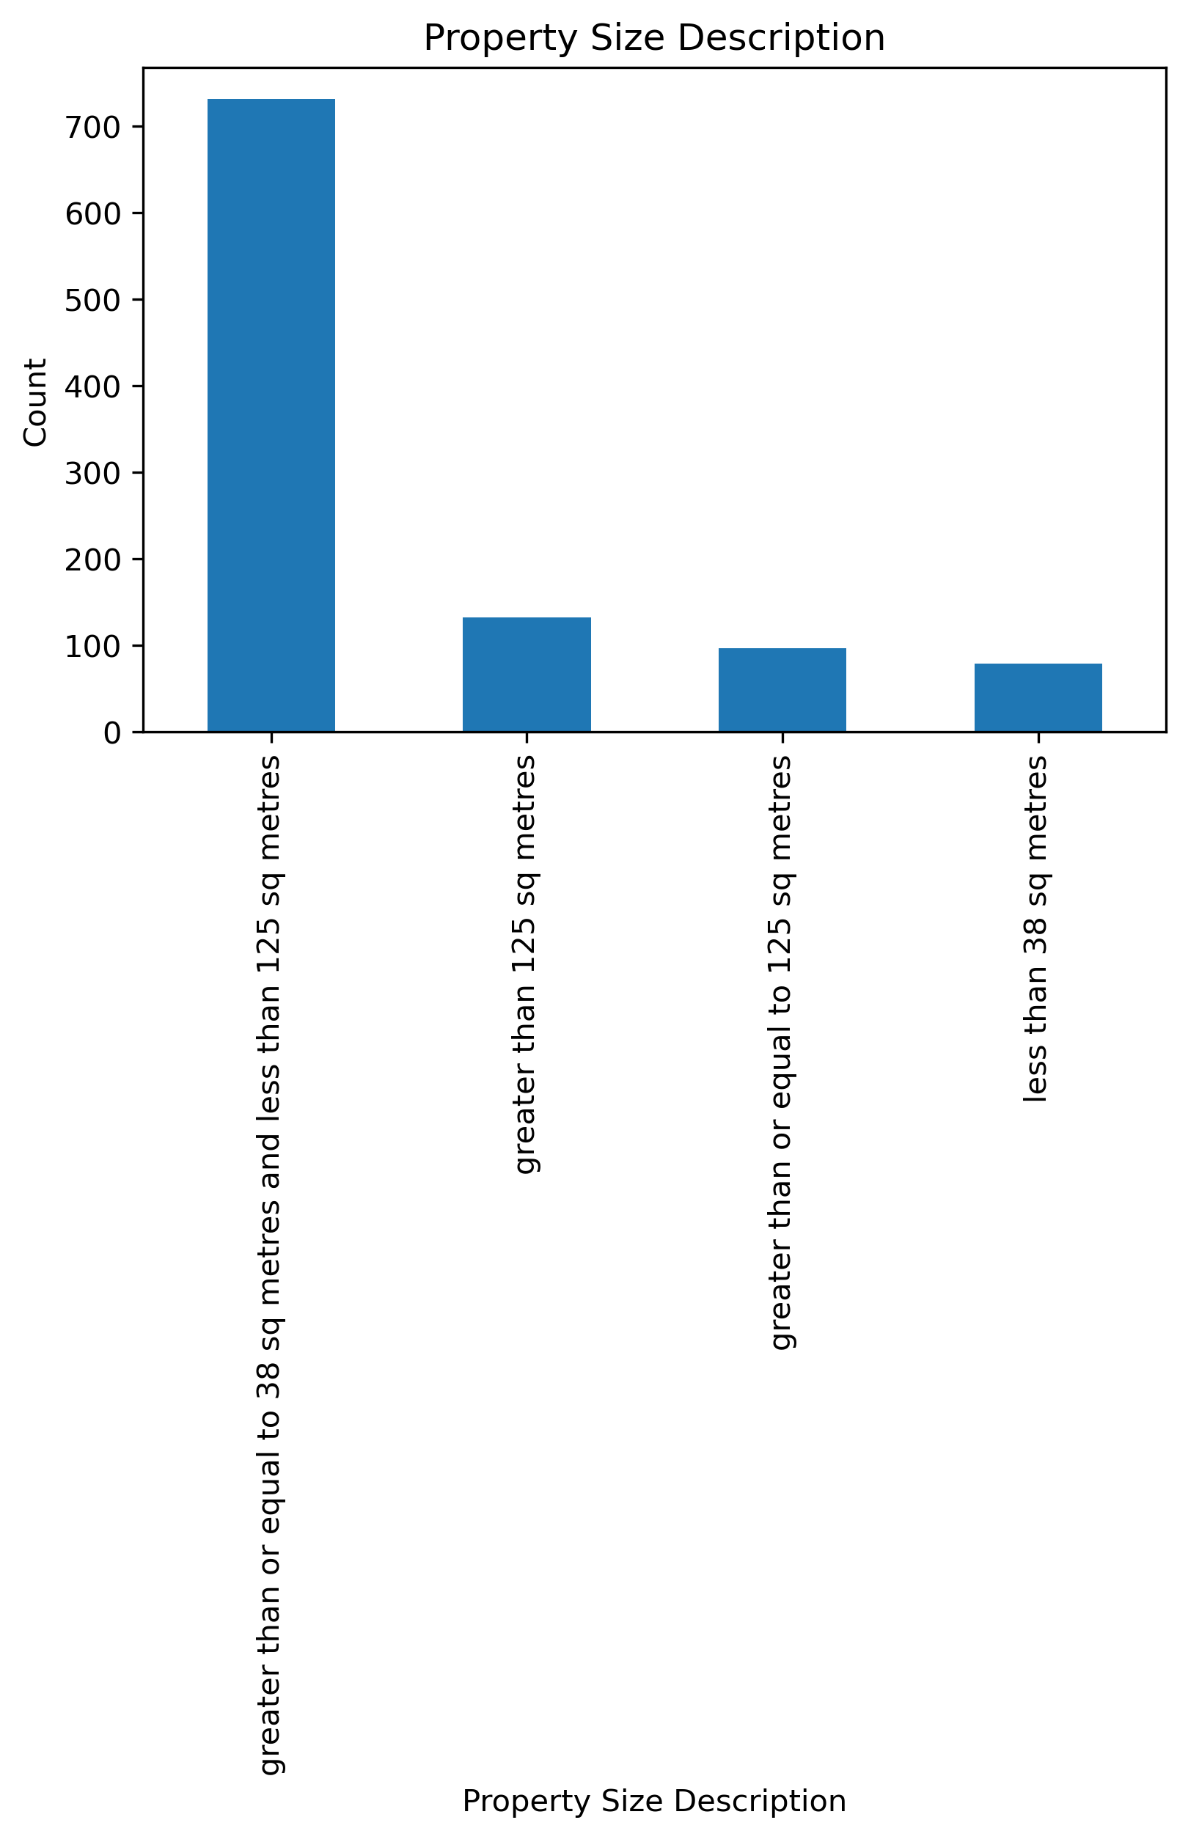 Property Size Description
700
600
500
400
300
200
100
0
Count
greater than or equal to 38 sq metres and less than 125 sq metres
greater than 125 sq metres
greater than or equal to 125 sq metres
less than 38 sq metres
Property Size Description